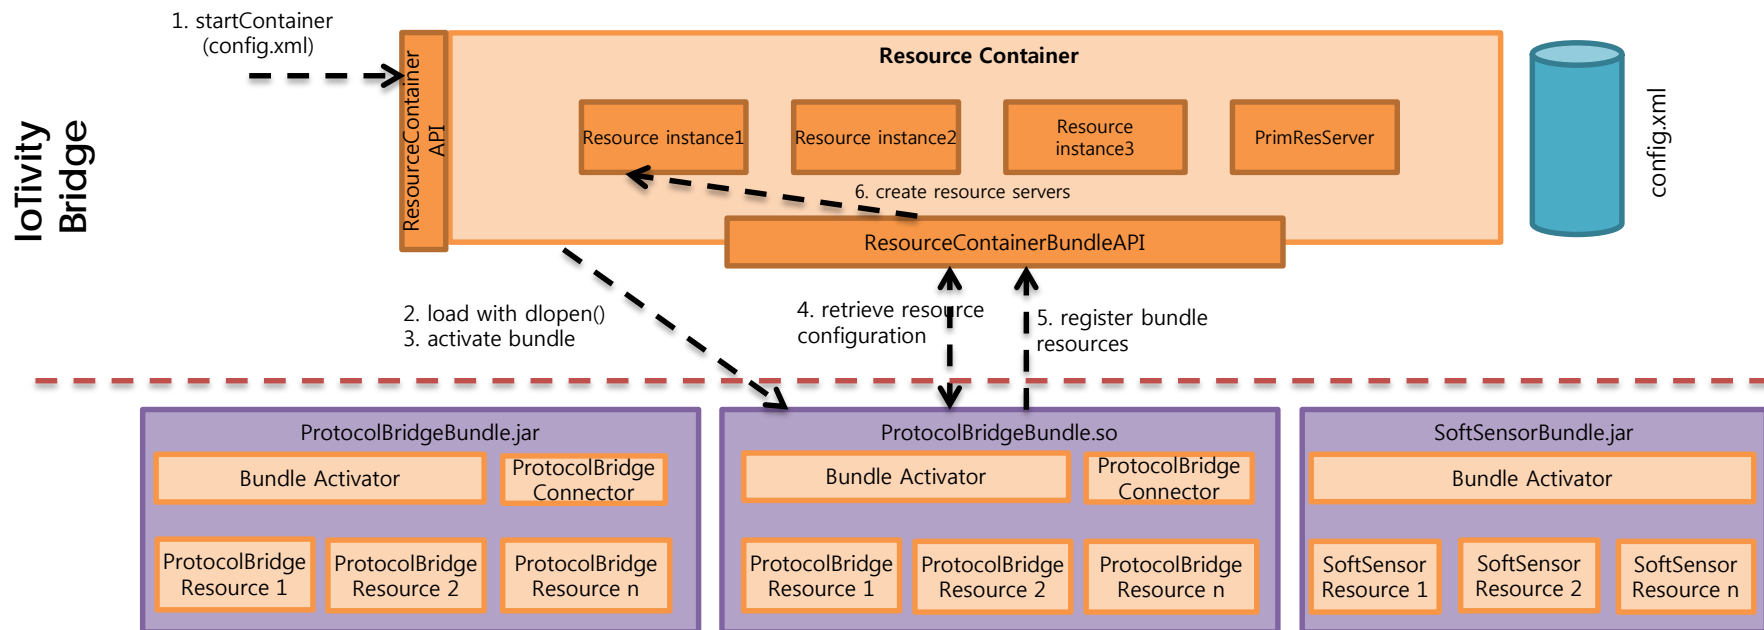 1. startContainer
(config.xml)
IoTivity
Bridge
ResourceContainer
API
Resource Container
Resource instance1
Resource instance2
Resource
instance3
PrimResServer
6. create resource servers
ResourceContainerBundleAPI
config.xml
2. load with dlopen()
3. activate bundle
4. retrieve resource
configuration
5. register bundle
resources
ProtocolBridgeBundle.jar
Bundle Activator
ProtocolBridge
Connector
ProtocolBridge
Resource 1
ProtocolBridge
Resource 2
ProtocolBridge
Resource n
ProtocolBridgeBundle.so
Bundle Activator
ProtocolBridge
Connector
ProtocolBridge
Resource 1
ProtocolBridge
Resource 2
ProtocolBridge
Resource n
SoftSensorBundle.jar
Bundle Activator
SoftSensor
Resource 1
SoftSensor
Resource 2
SoftSensor
Resource n